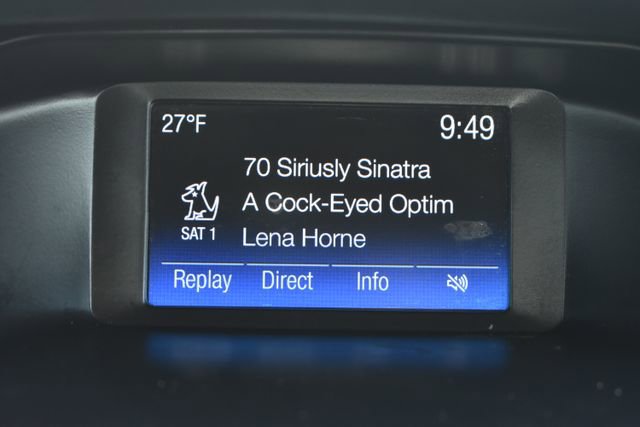 27°F 9:49
70 Siriusly Sinatra
A Cock-Eyed Optim
SAT 1 Lena Horne
Replay Direct Info